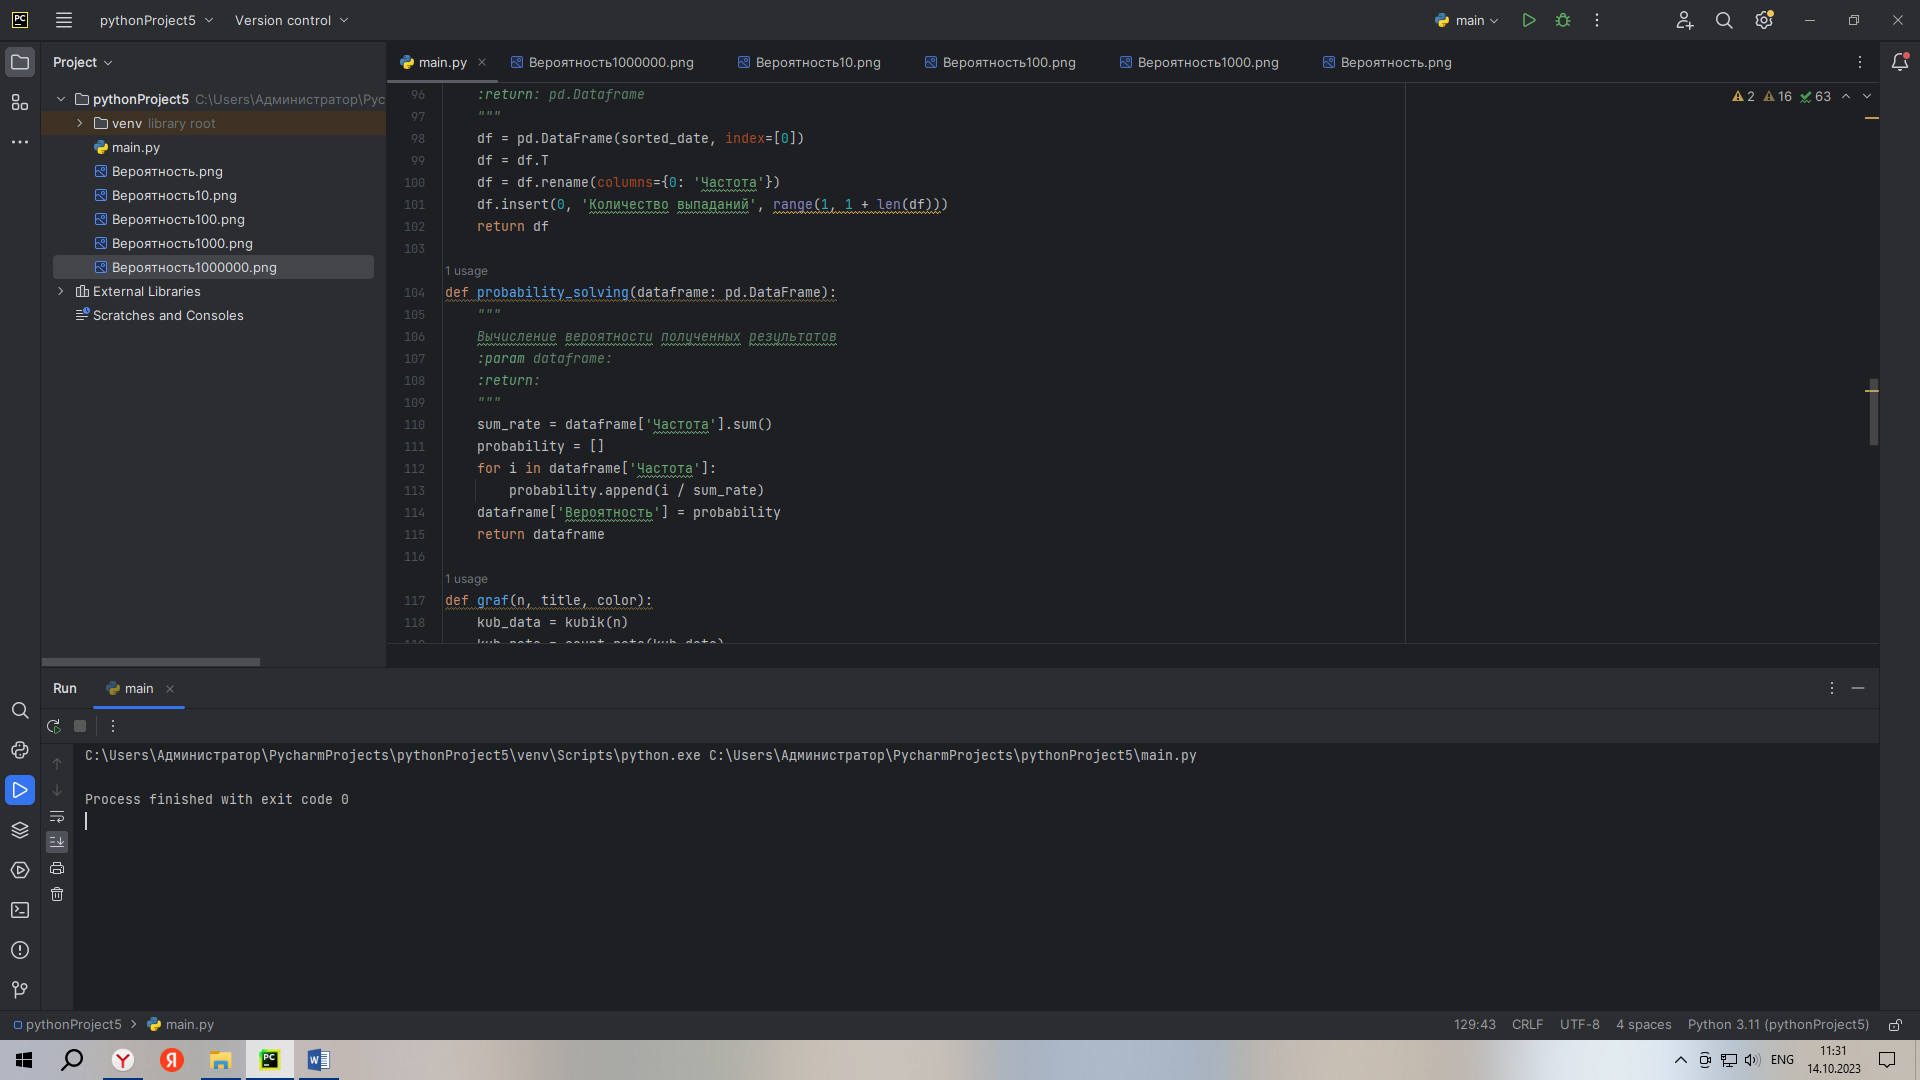 PC pythonProject5 Version control main
Project
main.py Вероятность1000000.png Вероятность10.png Вероятность100.png Вероятность1000.png Вероятность.png
pythonProject5 C:\Users\Администратор\Рус
venv library root
main.py
Вероятность.png
Вероятность10.png
Вероятность100.png
Вероятность1000.png
Вероятность1000000.png
External Libraries
Scratches and Consoles
2 16 63
96 :return: pd.Dataframe
97 """
98 df = pd.DataFrame(sorted_date, index=[0])
99 df = df.T
100 df = df.rename(columns={0: 'Частота'})
101 df.insert(0, 'Количество выпаданий', range(1, 1 + len(df)))
102 return df
103
1 usage
104 def probability_solving(dataframe: pd.DataFrame):
105 """
106 Вычисление вероятности полученных результатов
107 :param dataframe:
108 :return:
109 """
110 sum_rate = dataframe['Частота'].sum()
111 probability = []
112 for i in dataframe['Частота']:
113 probability.append(i / sum_rate)
114 dataframe['Вероятность'] = probability
115 return dataframe
116
1 usage
117 def graf(n, title, color):
118 kub_data = kubik(n)
Run main
C:\Users\Администратор\PycharmProjects\pythonProject5\venv\Scripts\python.exe C:\Users\Администратор\PycharmProjects\pythonProject5\main.py
Process finished with exit code 0
pythonProject5 main.py 129:43 CRLF UTF-8 4 spaces Python 3.11 (pythonProject5)
Y Я PC W ENG 11:31
14.10.2023